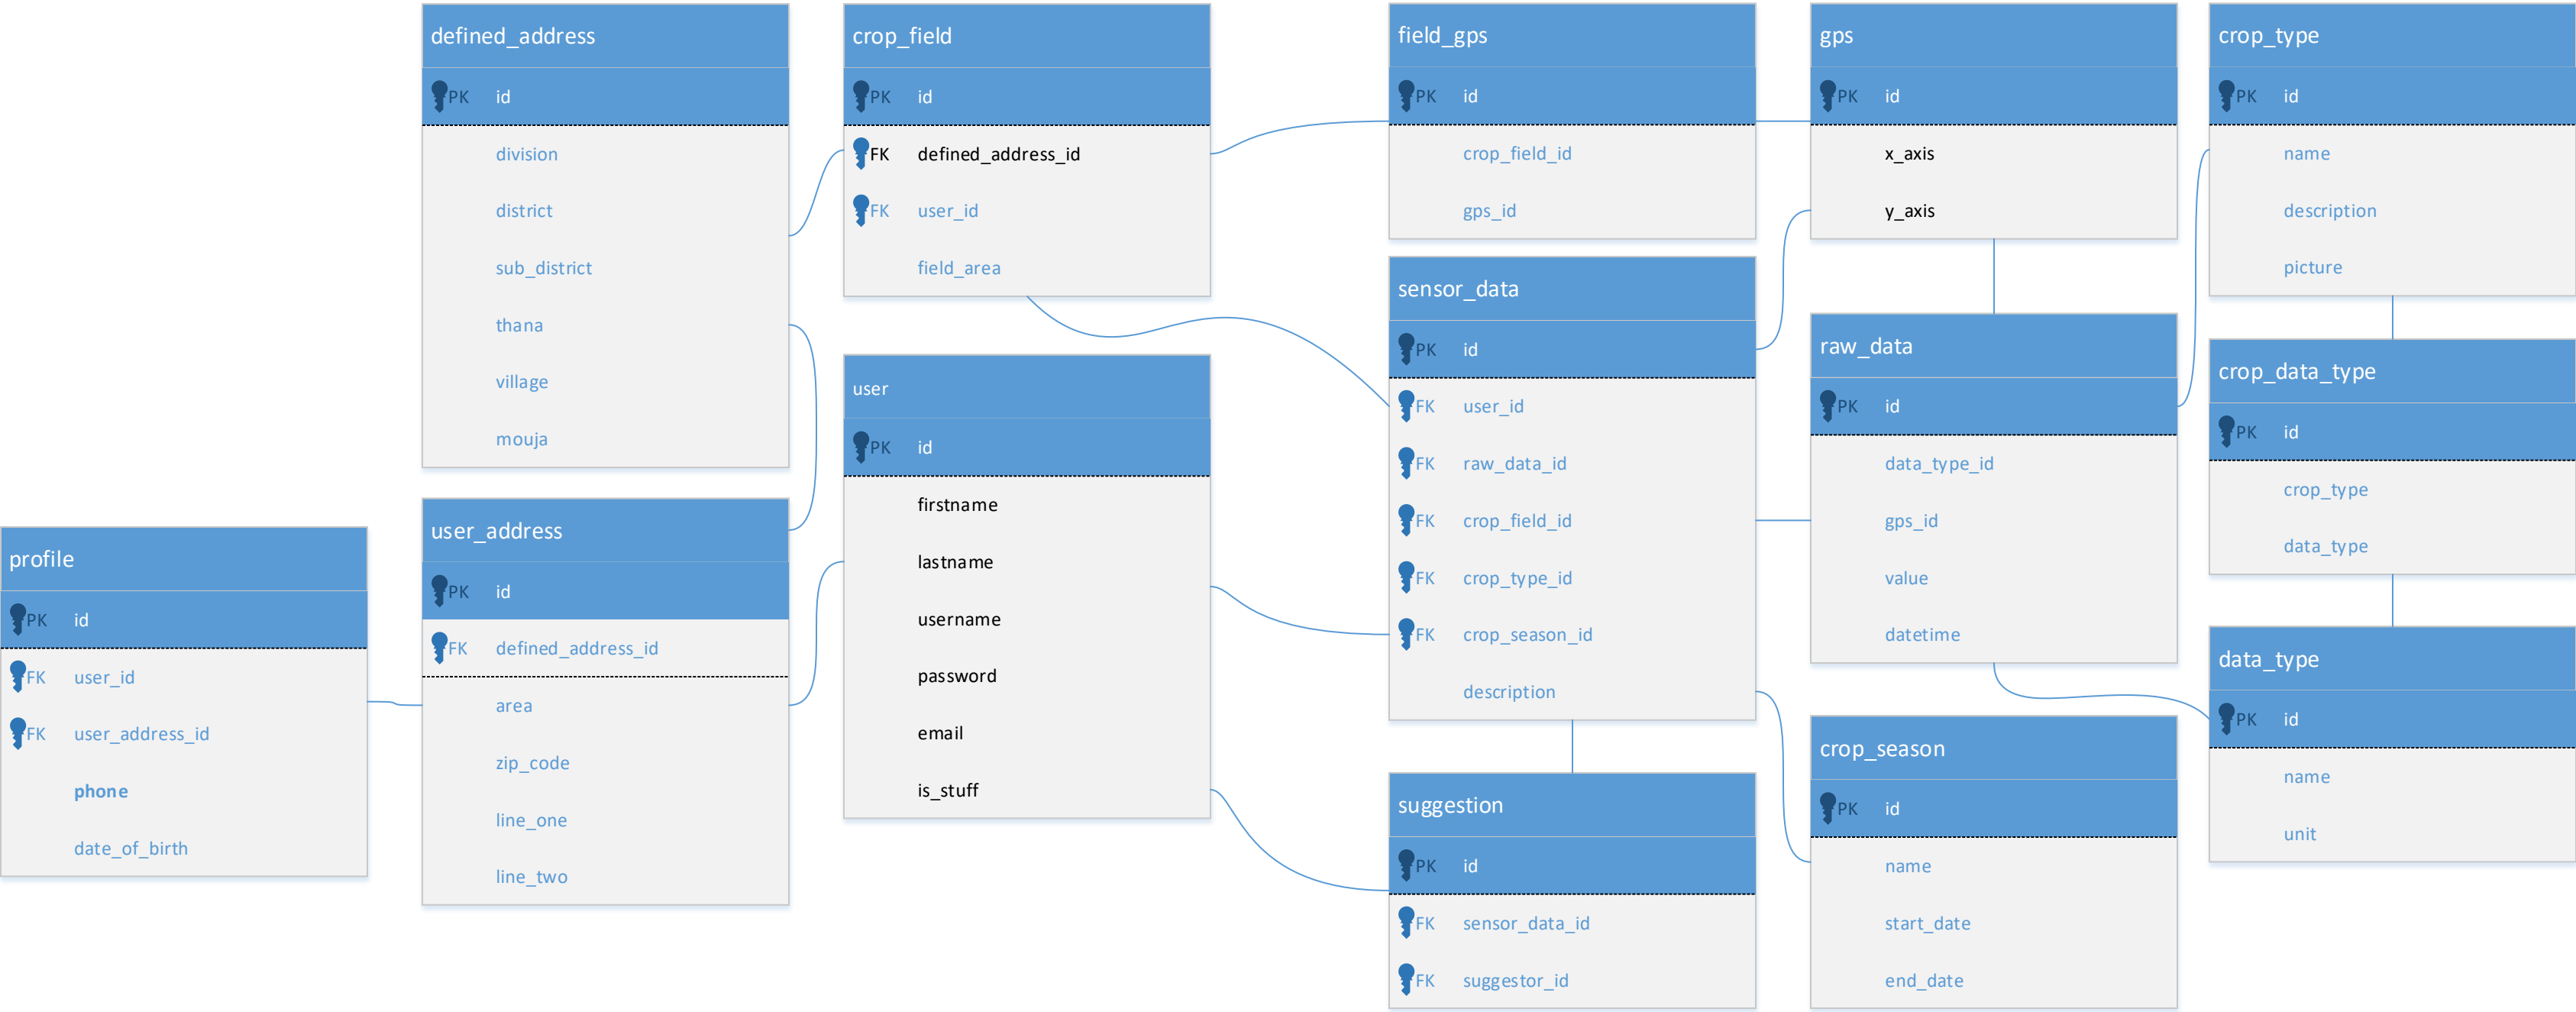 defined_address
PK id
division
district
sub_district
thana
village
mouja
crop_field
PK id
FK defined_address_id
FK user_id
field_area
field_gps
PK id
crop_field_id
gps_id
gps
PK id
x_axis
y_axis
crop_type
PK id
name
description
picture
sensor_data
PK id
FK user_id
FK raw_data_id
FK crop_field_id
FK crop_type_id
FK crop_season_id
description
raw_data
PK id
data_type_id
gps_id
value
datetime
crop_data_type
PK id
crop_type
data_type
user
PK id
firstname
lastname
username
password
email
is_stuff
profile
PK id
FK user_id
FK user_address_id
phone
date_of_birth
user_address
PK id
FK defined_address_id
area
zip_code
line_one
line_two
suggestion
PK id
FK sensor_data_id
FK suggestor_id
crop_season
PK id
name
start_date
end_date
data_type
PK id
name
unit